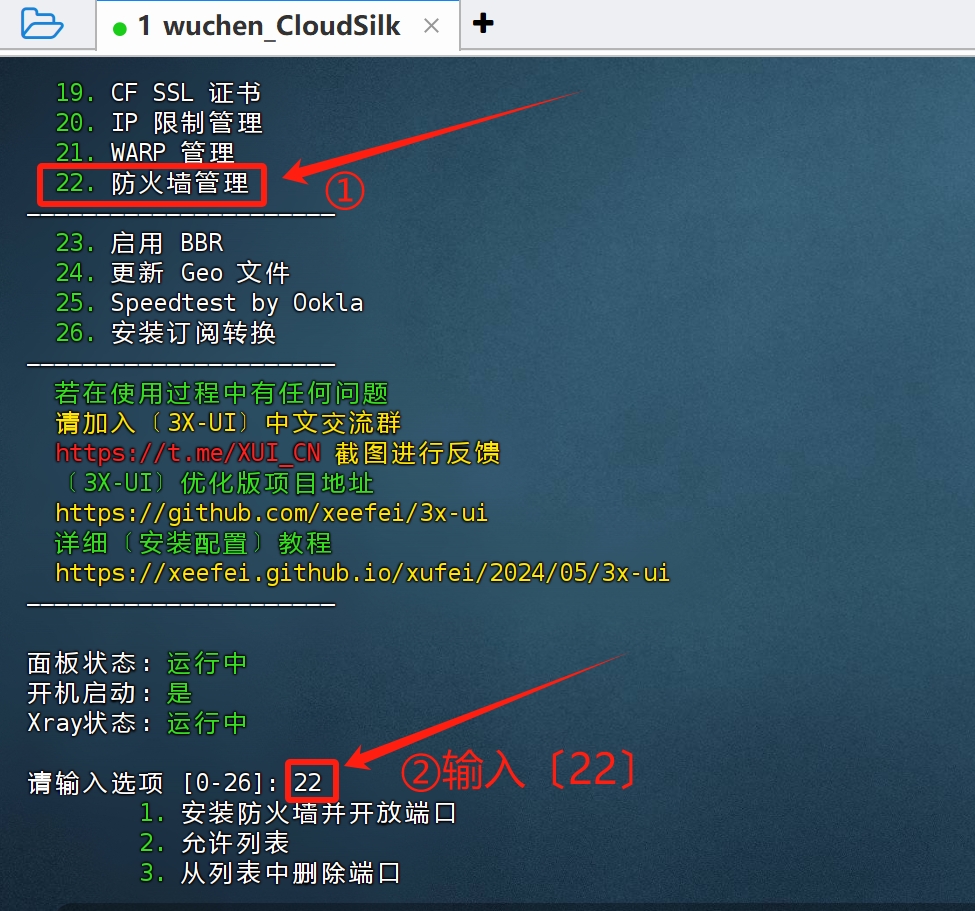 1 wuchen_CloudSilk
19. CF SSL 证书
20. IP 限制管理
21. WARP 管理
22. 防火墙管理
①
23. 启用 BBR
24. 更新 Geo 文件
25. Speedtest by Ookla
26. 安装订阅转换
若在使用过程中有任何问题
请加入〔3X-UI〕中文交流群
https://t.me/XUI_CN 截图进行反馈
〔3X-UI〕优化版项目地址
https://github.com/xeefei/3x-ui
详细〔安装配置〕教程
https://xeefei.github.io/xufei/2024/05/3x-ui
面板状态: 运行中
开机启动: 是
Xray状态: 运行中
请输入选项 [0-26]: 22
②输入〔22〕
1. 安装防火墙并开放端口
2. 允许列表
3. 从列表中删除端口